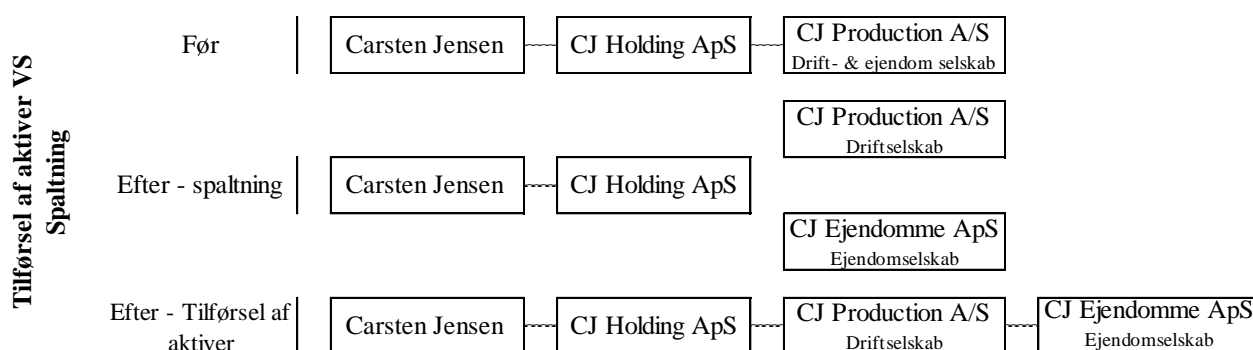 Tilførsel af aktiver VS
Spaltning
Før
Carsten Jensen
CJ Holding ApS
CJ Production A/S
Drift- & ejendom selskab
CJ Production A/S
Driftselskab
Efter - spaltning
Carsten Jensen
CJ Holding ApS
CJ Ejendomme ApS
Ejendomselskab
Efter - Tilførsel af
aktiver
Carsten Jensen
CJ Holding ApS
CJ Production A/S
Driftselskab
CJ Ejendomme ApS
Ejendomselskab